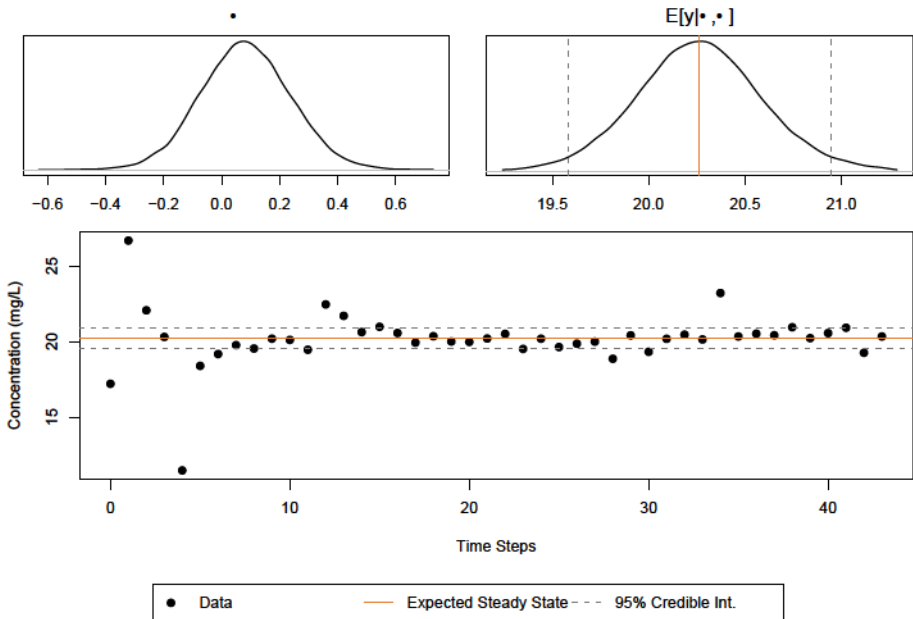 •
E[y|• ,• ]
−0.6 −0.4 −0.2 0.0 0.2 0.4 0.6
19.5 20.0 20.5 21.0
25
20
15
Concentration (mg/L)
0 10 20 30 40
Time Steps
Data Expected Steady State 95% Credible Int.